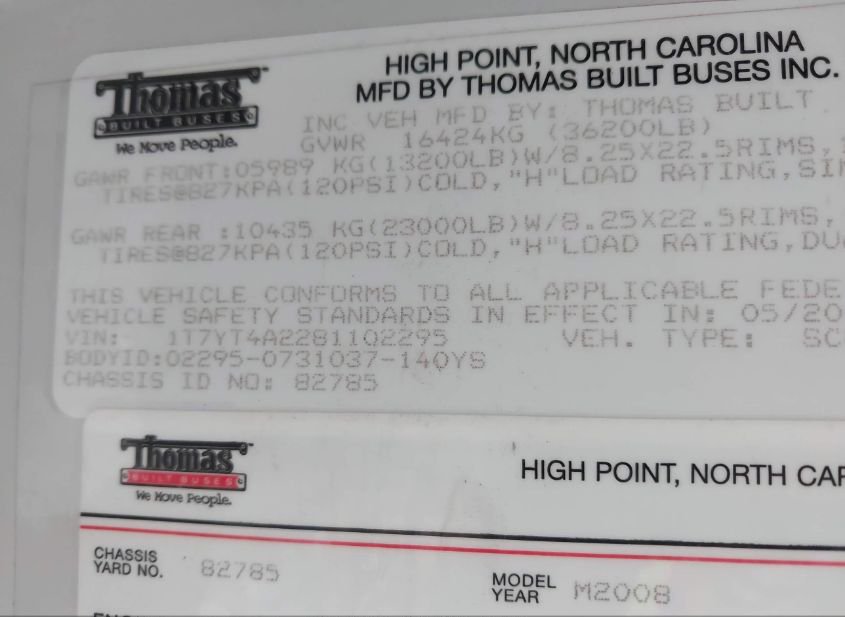 Thomas
BUILT BUSES
We Move People.
HIGH POINT, NORTH CAROLINA
MFD BY THOMAS BUILT BUSES INC.
INC VEH MFD BY: THOMAS BUILT
GVWR 16424KG (36200LB)
GAWR FRONT:05989 KG(13200LB)W/8.25X22.5RIMS,
TIRES@827KPA(120PSI)COLD,"H"LOAD RATING,SIN
GAWR REAR :10435 KG(23000LB)W/8.25X22.5RIMS,
TIRES@827KPA(120PSI)COLD,"H"LOAD RATING,DU
THIS VEHICLE CONFORMS TO ALL APPLICABLE FEDE
VEHICLE SAFETY STANDARDS IN EFFECT IN: 05/20
VIN: 1T7YT4A2281102295 VEH. TYPE: SC
BODYID:02295-0731037-140YS
CHASSIS ID NO: 82785
Thomas
BUILT BUSES
We Move People.
HIGH POINT, NORTH CAR
CHASSIS
YARD NO. 82785
MODEL
YEAR M2008